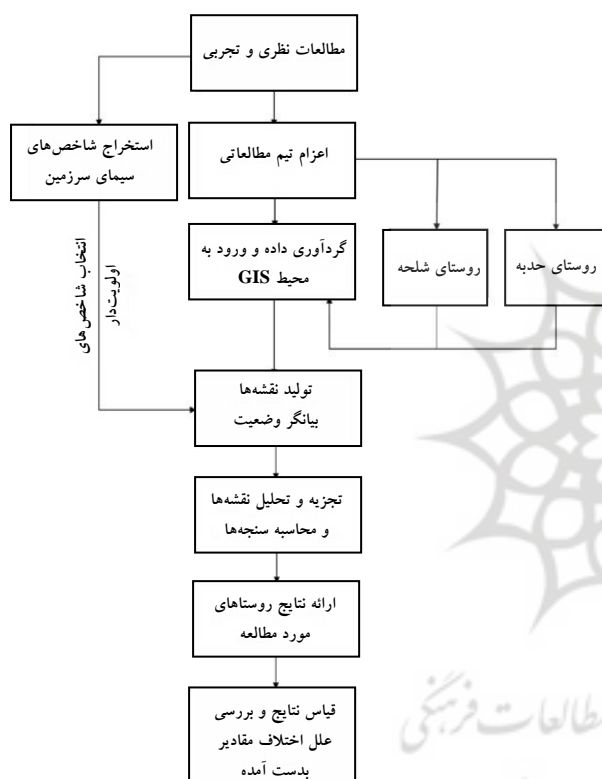 مطالعات نظری و تجربی
استخراج شاخص‌های
سیمای سرزمین
اعزام تیم مطالعاتی
انتخاب شاخص‌های
اولویت‌دار
گردآوری داده و ورود به
محیط GIS
روستای شلحه
روستای حدبه
تولید نقشه‌ها
بیانگر وضعیت
تجزیه و تحلیل نقشه‌ها
و محاسبه سنجه‌ها
ارائه نتایج روستاهای
مورد مطالعه
قیاس نتایج و بررسی
علل اختلاف مقادیر
بدست آمده
مطالعات فرهنگی